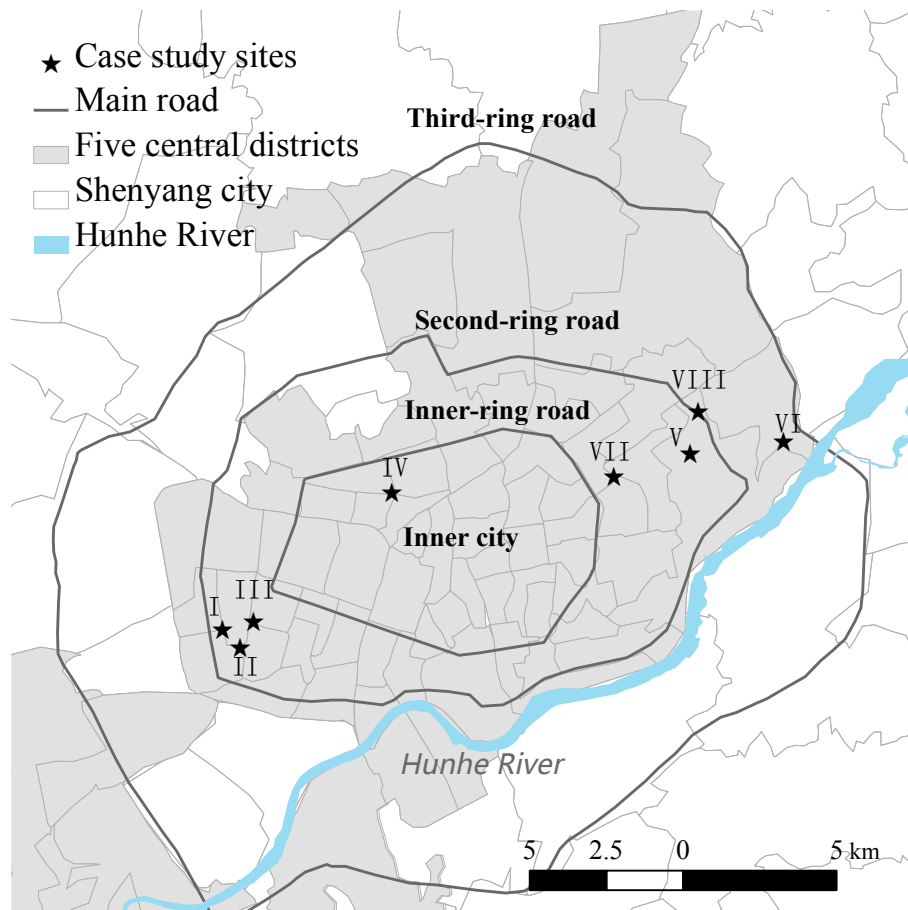 Case study sites
Main road
Five central districts
Shenyang city
Hunhe River
Third-ring road
Second-ring road
Inner-ring road
VIII
VI
V
VII
IV
Inner city
III
I
II
Hunhe River
5 2.5 0 5 km